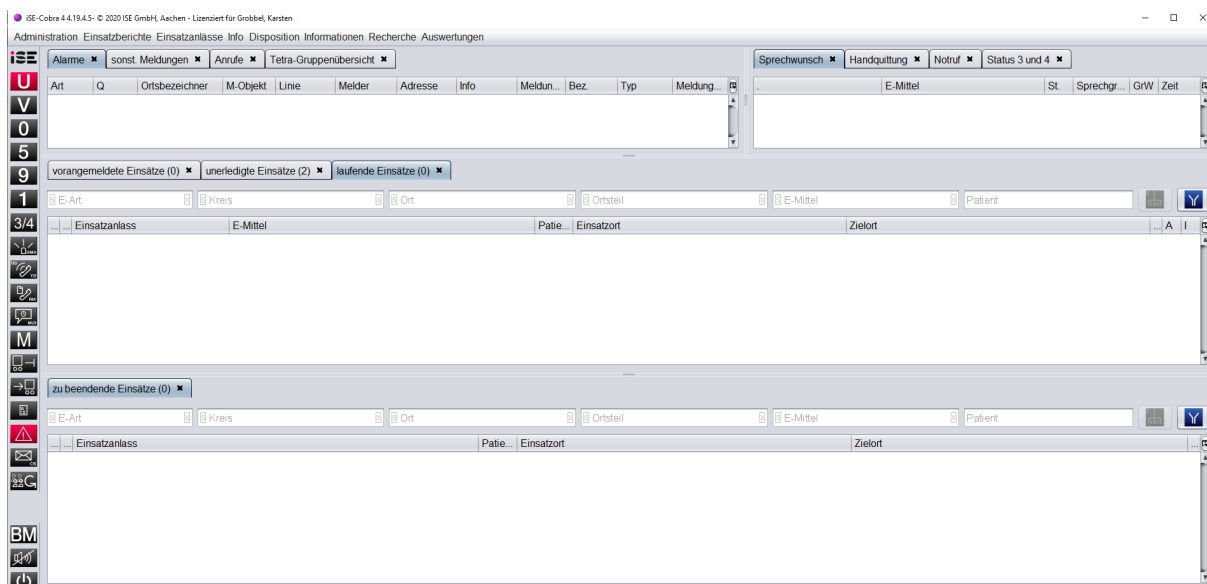 iSE-Cobra 4 4.19.4.5- © 2020 ISE GmbH, Aachen - Lizenziert für Grobbel, Karsten
Administration Einsatzberichte Einsatzanlässe Info Disposition Informationen Recherche Auswertungen
iSE
Alarme sonst. Meldungen Anrufe Tetra-Gruppenübersicht
Sprechwunsch Handquittung Notruf Status 3 und 4
Art Q Ortsbezeichner M-Objekt Linie Melder Adresse Info Meldun... Bez. Typ Meldung...
. E-Mittel St. Sprechgr... GrW Zeit
U
V
0
5
9
1
3/4
M
vorangemeldete Einsätze (0) unerledigte Einsätze (2) laufende Einsätze (0)
E-Art Kreis Ort Ortsteil E-Mittel Patient
... ... Einsatzanlass E-Mittel Patie... Einsatzort Zielort ... A I
zu beendende Einsätze (0)
E-Art Kreis Ort Ortsteil E-Mittel Patient
... ... Einsatzanlass Patie... Einsatzort Zielort ...
G
BM